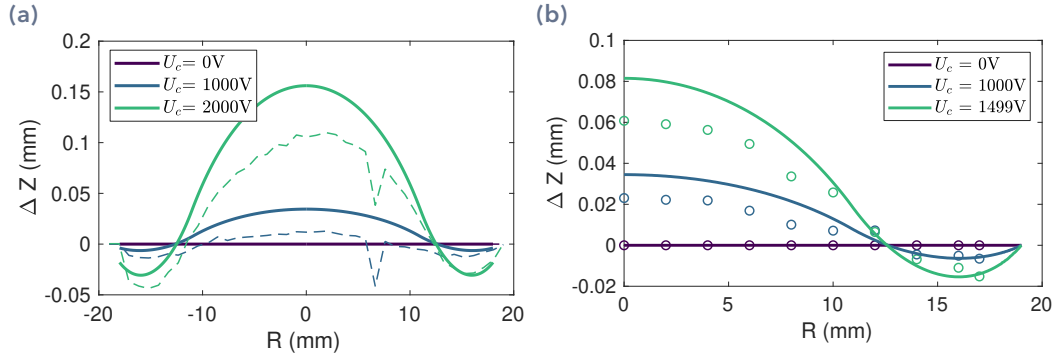 (a)
0.2
0.15
0.1
0.05
0
-0.05
-20
-10
0
10
20
Δ Z (mm)
R (mm)
U_c= 0V
U_c= 1000V
U_c= 2000V
(b)
0.1
0.08
0.06
0.04
0.02
0
-0.02
0
5
10
15
20
Δ Z (mm)
R (mm)
U_c = 0V
U_c = 1000V
U_c = 1499V